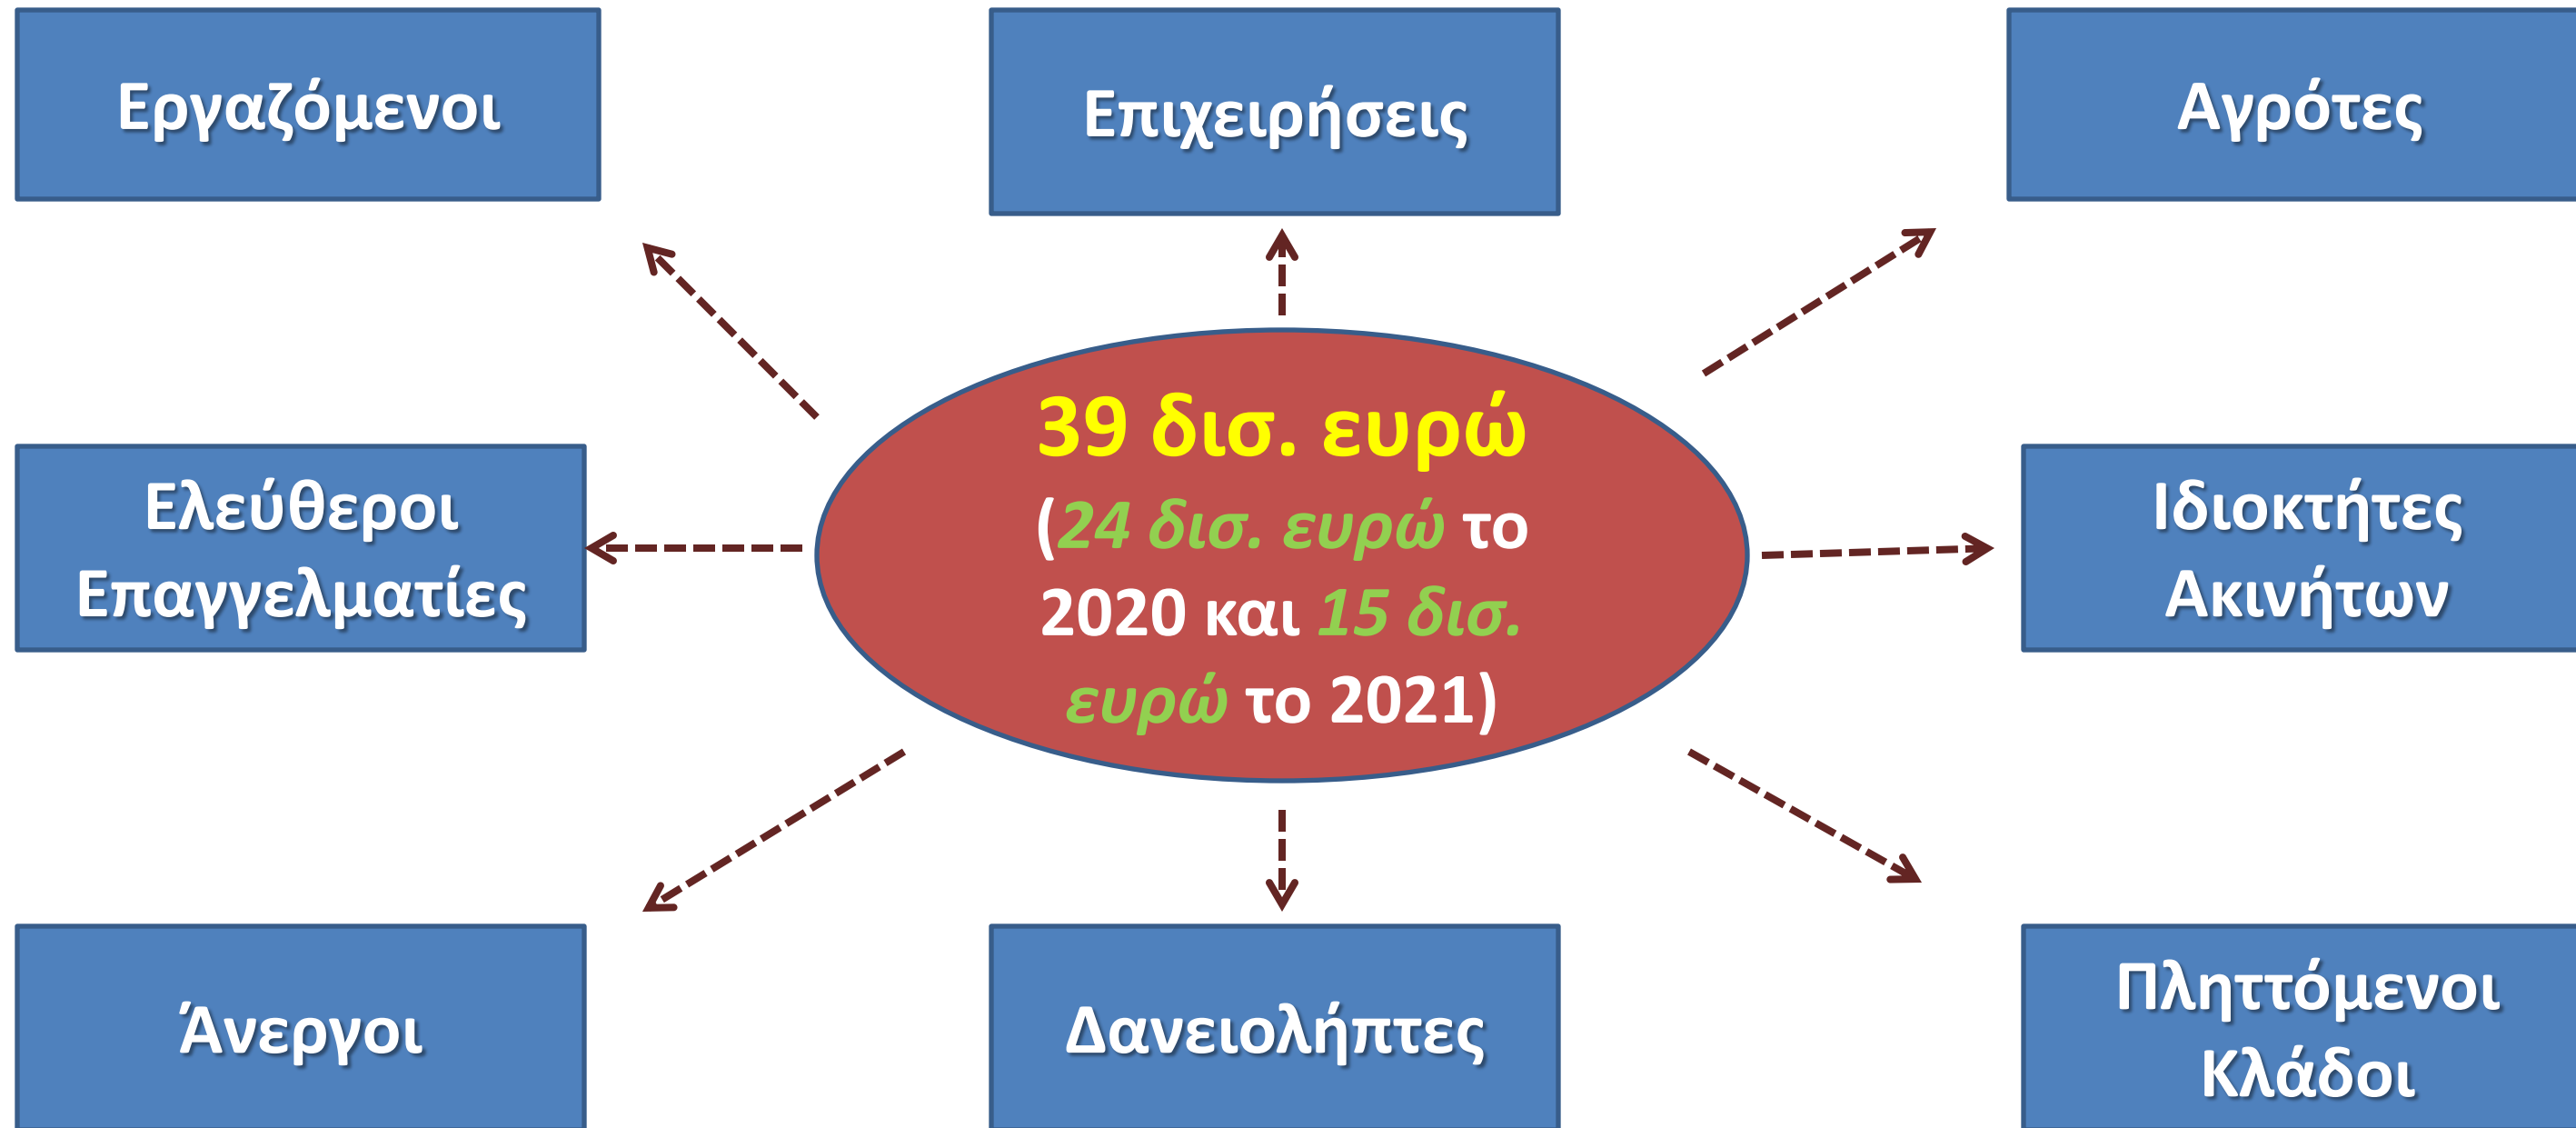 Εργαζόμενοι
Επιχειρήσεις
Αγρότες
39 δισ. ευρώ
(24 δισ. ευρώ το
2020 και 15 δισ.
ευρώ το 2021)
Ελεύθεροι
Επαγγελματίες
Ιδιοκτήτες
Ακινήτων
Άνεργοι
Δανειολήπτες
Πληττόμενοι
Κλάδοι